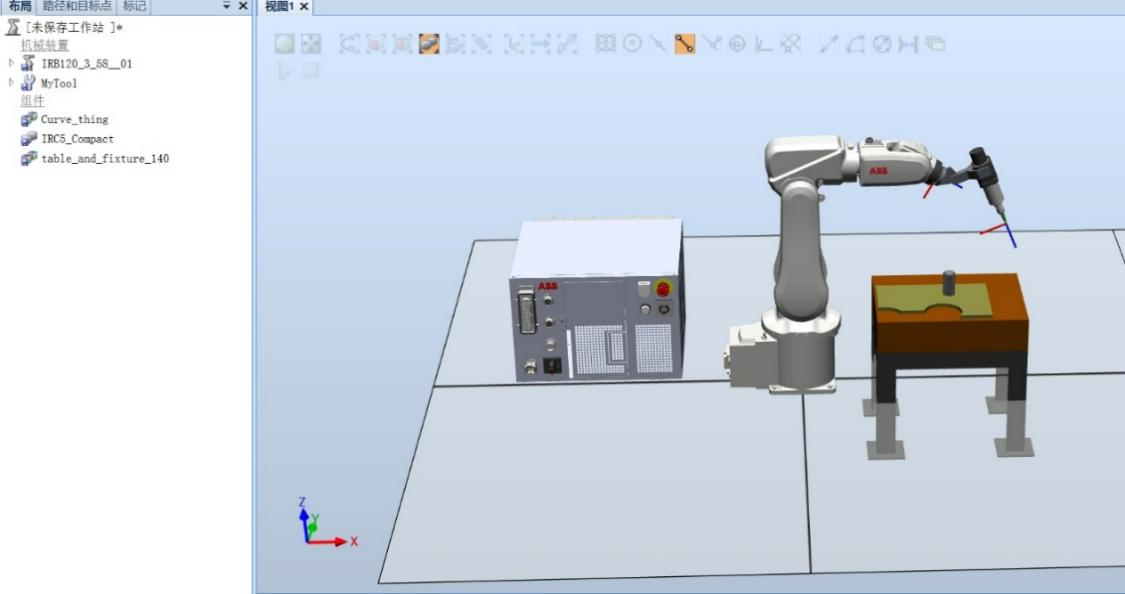 布局 路径和目标点 标记
视图1
[未保存工作站 ]*
机械装置
IRB120_3_58__01
MyTool
组件
Curve_thing
IRC5_Compact
table_and_fixture_140
ABB
ABB
Z
Y
X